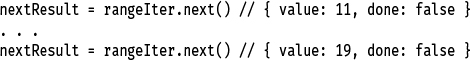 nextResult = rangeIter.next() // { value: 11, done: false }
. . .
nextResult = rangeIter.next() // { value: 19, done: false }